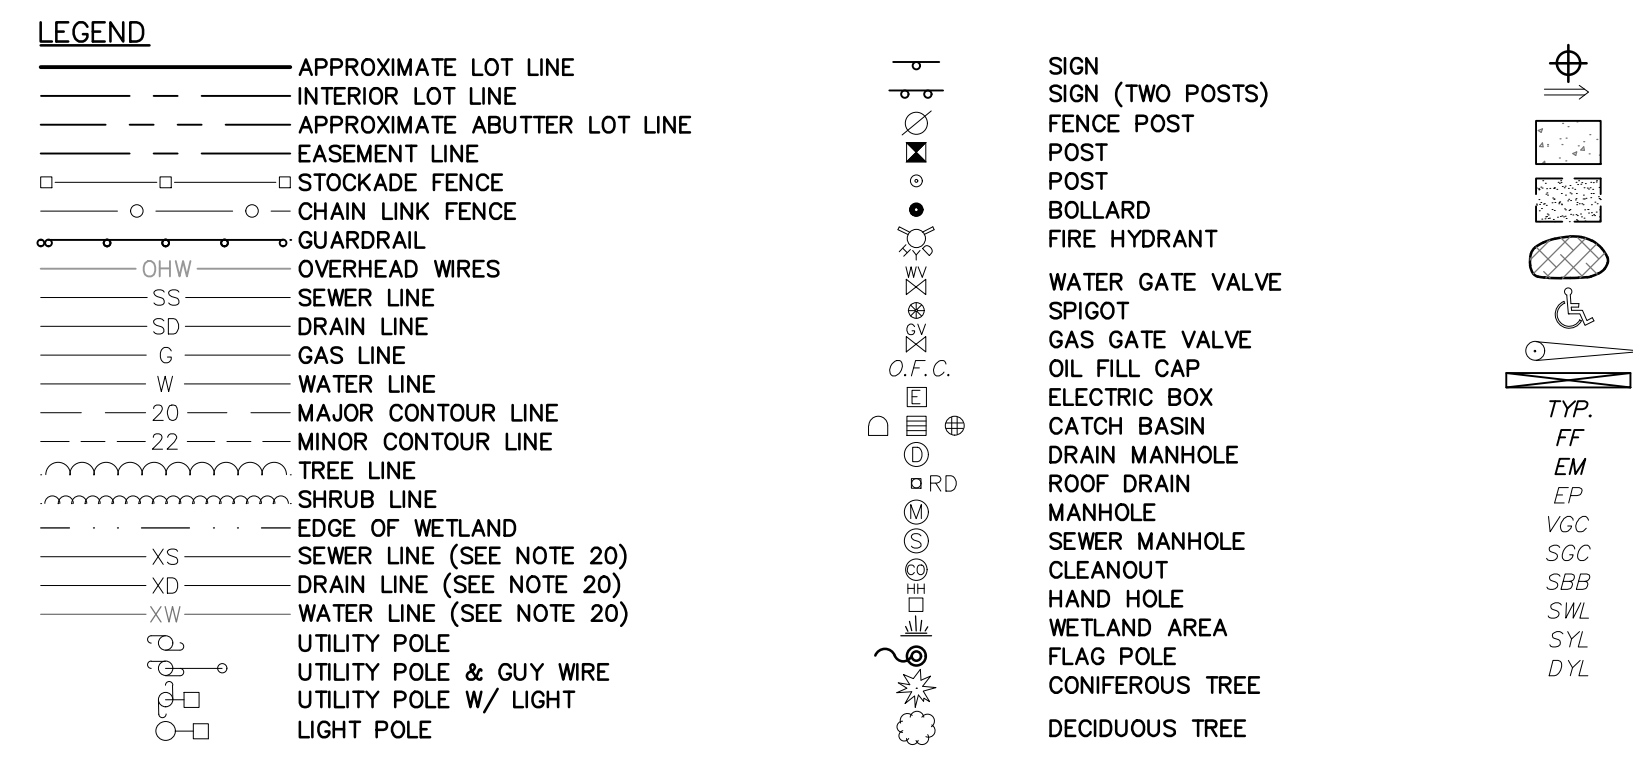 LEGEND
APPROXIMATE LOT LINE
INTERIOR LOT LINE
APPROXIMATE ABUTTER LOT LINE
EASEMENT LINE
STOCKADE FENCE
CHAIN LINK FENCE
GUARDRAIL
OHW OVERHEAD WIRES
SS SEWER LINE
SD DRAIN LINE
G GAS LINE
W WATER LINE
20 MAJOR CONTOUR LINE
22 MINOR CONTOUR LINE
TREE LINE
SHRUB LINE
EDGE OF WETLAND
XS SEWER LINE (SEE NOTE 20)
XD DRAIN LINE (SEE NOTE 20)
XW WATER LINE (SEE NOTE 20)
UTILITY POLE
UTILITY POLE & GUY WIRE
UTILITY POLE W/ LIGHT
LIGHT POLE
SIGN
SIGN (TWO POSTS)
FENCE POST
POST
POST
BOLLARD
FIRE HYDRANT
WV WATER GATE VALVE
SPIGOT
GV GAS GATE VALVE
O.F.C. OIL FILL CAP
E ELECTRIC BOX
CATCH BASIN
D DRAIN MANHOLE
RD ROOF DRAIN
M MANHOLE
S SEWER MANHOLE
CO CLEANOUT
HH HAND HOLE
WETLAND AREA
FLAG POLE
CONIFEROUS TREE
DECIDUOUS TREE
TYP.
FF
EM
EP
VGC
SGC
SBB
SWL
SYL
DYL